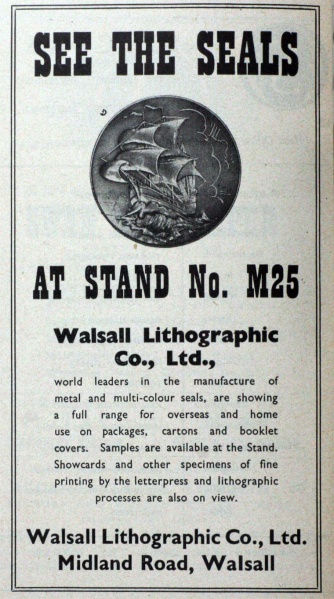 SEE THE SEALS
AT STAND No. M25
Walsall Lithographic
Co., Ltd.,
world leaders in the manufacture of
metal and multi-colour seals, are showing
a full range for overseas and home
use on packages, cartons and booklet
covers. Samples are available at the Stand.
Showcards and other specimens of fine
printing by the letterpress and lithographic
processes are also on view.
Walsall Lithographic Co., Ltd.
Midland Road, Walsall